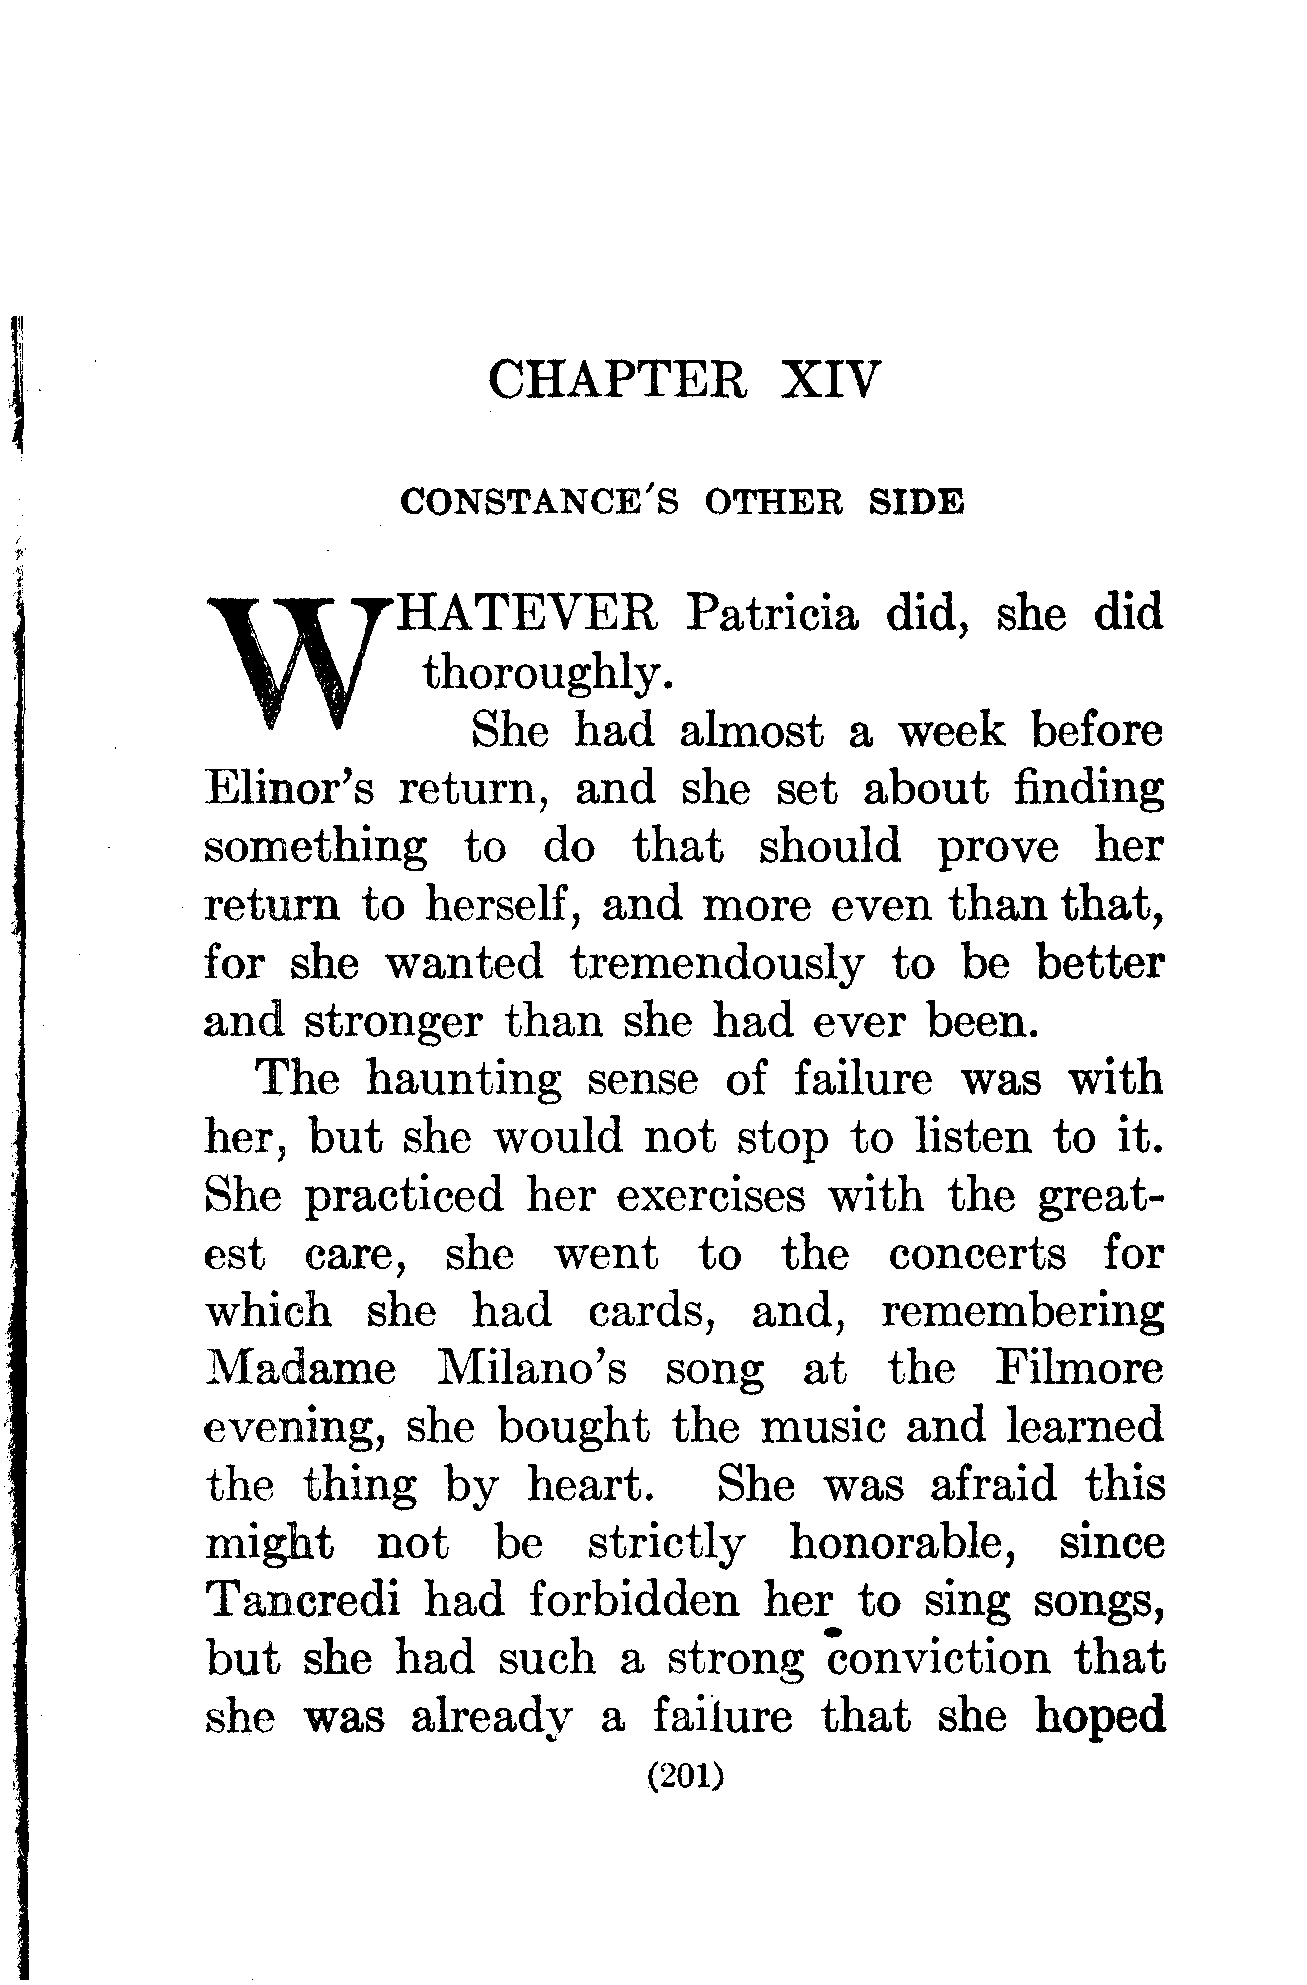 CHAPTER XIV
CONSTANCE'S OTHER SIDE
WHATEVER Patricia did, she did
thoroughly.
She had almost a week before
Elinor's return, and she set about finding
something to do that should prove her
return to herself, and more even than that,
for she wanted tremendously to be better
and stronger than she had ever been.
The haunting sense of failure was with
her, but she would not stop to listen to it.
She practiced her exercises with the great-
est care, she went to the concerts for
which she had cards, and, remembering
Madame Milano's song at the Filmore
evening, she bought the music and learned
the thing by heart. She was afraid this
might not be strictly honorable, since
Tancredi had forbidden her to sing songs,
but she had such a strong conviction that
she was already a failure that she hoped
(201)